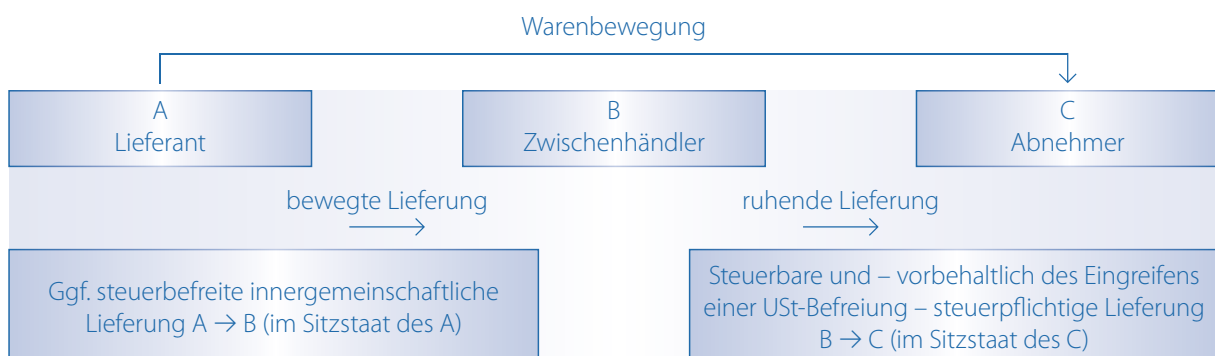 Warenbewegung
A
Lieferant
B
Zwischenhändler
C
Abnehmer
bewegte Lieferung
ruhende Lieferung
Ggf. steuerbefreite innergemeinschaftliche
Lieferung A → B (im Sitzstaat des A)
Steuerbare und – vorbehaltlich des Eingreifens
einer USt-Befreiung – steuerpflichtige Lieferung
B → C (im Sitzstaat des C)